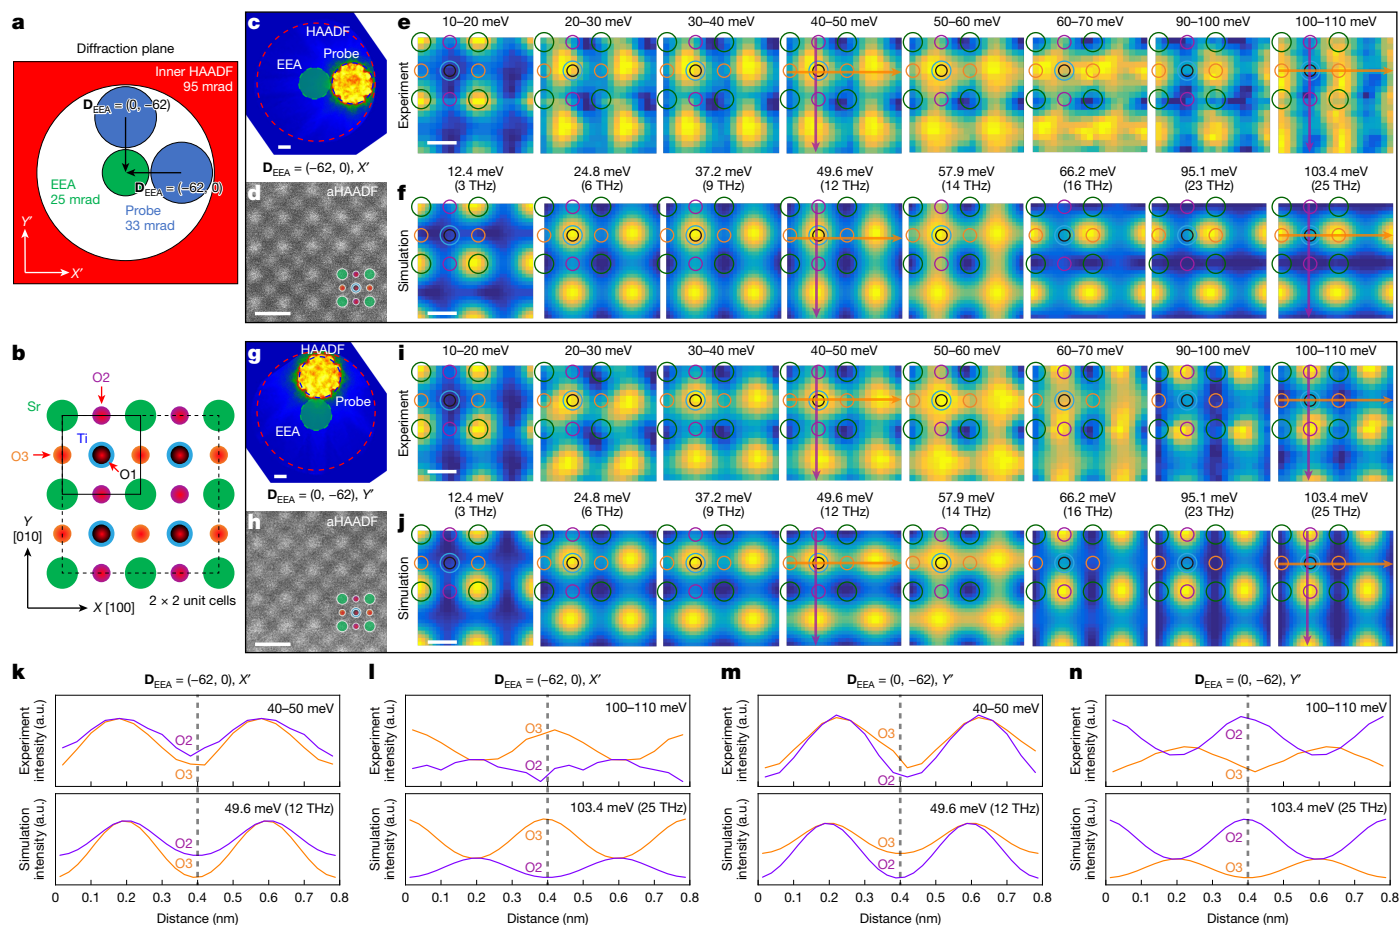 a
Diffraction plane
Inner HAADF
95 mrad
D_EEA = (0, −62)
EEA
25 mrad
D_EEA = (−62, 0)
Probe
33 mrad
Y′
X′
b
O2
Sr
Ti
O3
O1
Y
[010]
X [100]
2 × 2 unit cells
c
HAADF
Probe
EEA
D_EEA = (−62, 0), X′
d
aHAADF
e
10–20 meV 20–30 meV 30–40 meV 40–50 meV 50–60 meV 60–70 meV 90–100 meV 100–110 meV
Experiment
12.4 meV 24.8 meV 37.2 meV 49.6 meV 57.9 meV 66.2 meV 95.1 meV 103.4 meV
(3 THz) (6 THz) (9 THz) (12 THz) (14 THz) (16 THz) (23 THz) (25 THz)
f
Simulation
g
HAADF
Probe
EEA
D_EEA = (0, −62), Y′
h
aHAADF
i
10–20 meV 20–30 meV 30–40 meV 40–50 meV 50–60 meV 60–70 meV 90–100 meV 100–110 meV
Experiment
12.4 meV 24.8 meV 37.2 meV 49.6 meV 57.9 meV 66.2 meV 95.1 meV 103.4 meV
(3 THz) (6 THz) (9 THz) (12 THz) (14 THz) (16 THz) (23 THz) (25 THz)
j
Simulation
k
D_EEA = (−62, 0), X′
Experiment
intensity (a.u.)
40–50 meV
O2
O3
Simulation
intensity (a.u.)
49.6 meV (12 THz)
O2
O3
0 0.1 0.2 0.3 0.4 0.5 0.6 0.7 0.8
Distance (nm)
l
D_EEA = (−62, 0), X′
Experiment
intensity (a.u.)
100–110 meV
O3
O2
Simulation
intensity (a.u.)
103.4 meV (25 THz)
O3
O2
0 0.1 0.2 0.3 0.4 0.5 0.6 0.7 0.8
Distance (nm)
m
D_EEA = (0, −62), Y′
Experiment
intensity (a.u.)
40–50 meV
O3
O2
Simulation
intensity (a.u.)
49.6 meV (12 THz)
O3
O2
0 0.1 0.2 0.3 0.4 0.5 0.6 0.7 0.8
Distance (nm)
n
D_EEA = (0, −62), Y′
Experiment
intensity (a.u.)
100–110 meV
O2
O3
Simulation
intensity (a.u.)
103.4 meV (25 THz)
O2
O3
0 0.1 0.2 0.3 0.4 0.5 0.6 0.7 0.8
Distance (nm)